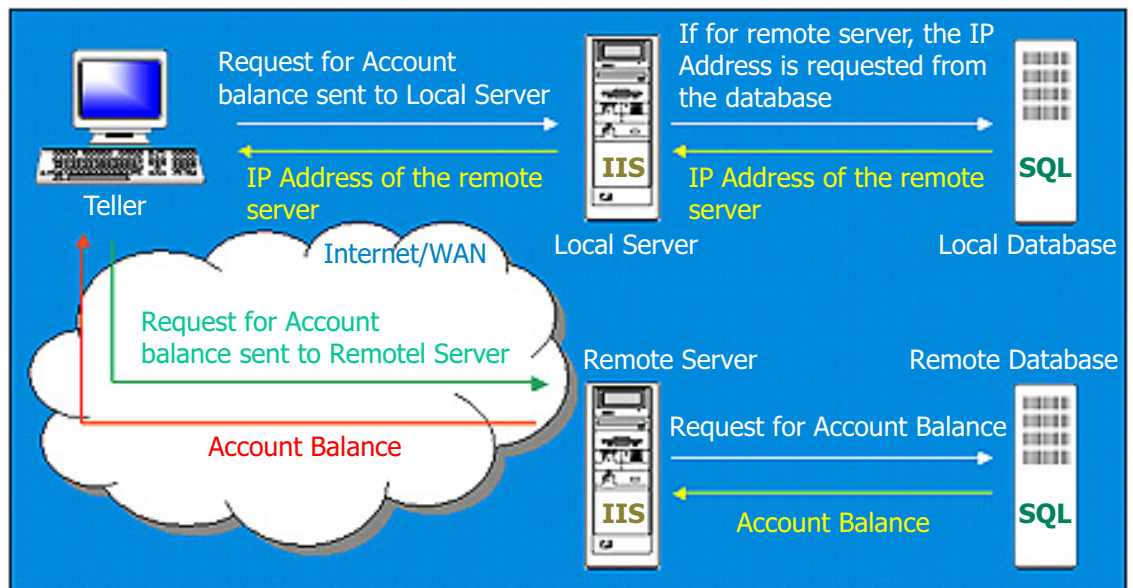 Request for Account
balance sent to Local Server
If for remote server, the IP
Address is requested from
the database
IIS
SQL
IP Address of the remote
server
IP Address of the remote
server
Teller
Local Server
Local Database
Internet/WAN
Request for Account
balance sent to Remotel Server
Account Balance
Remote Server
Remote Database
Request for Account Balance
IIS
SQL
Account Balance